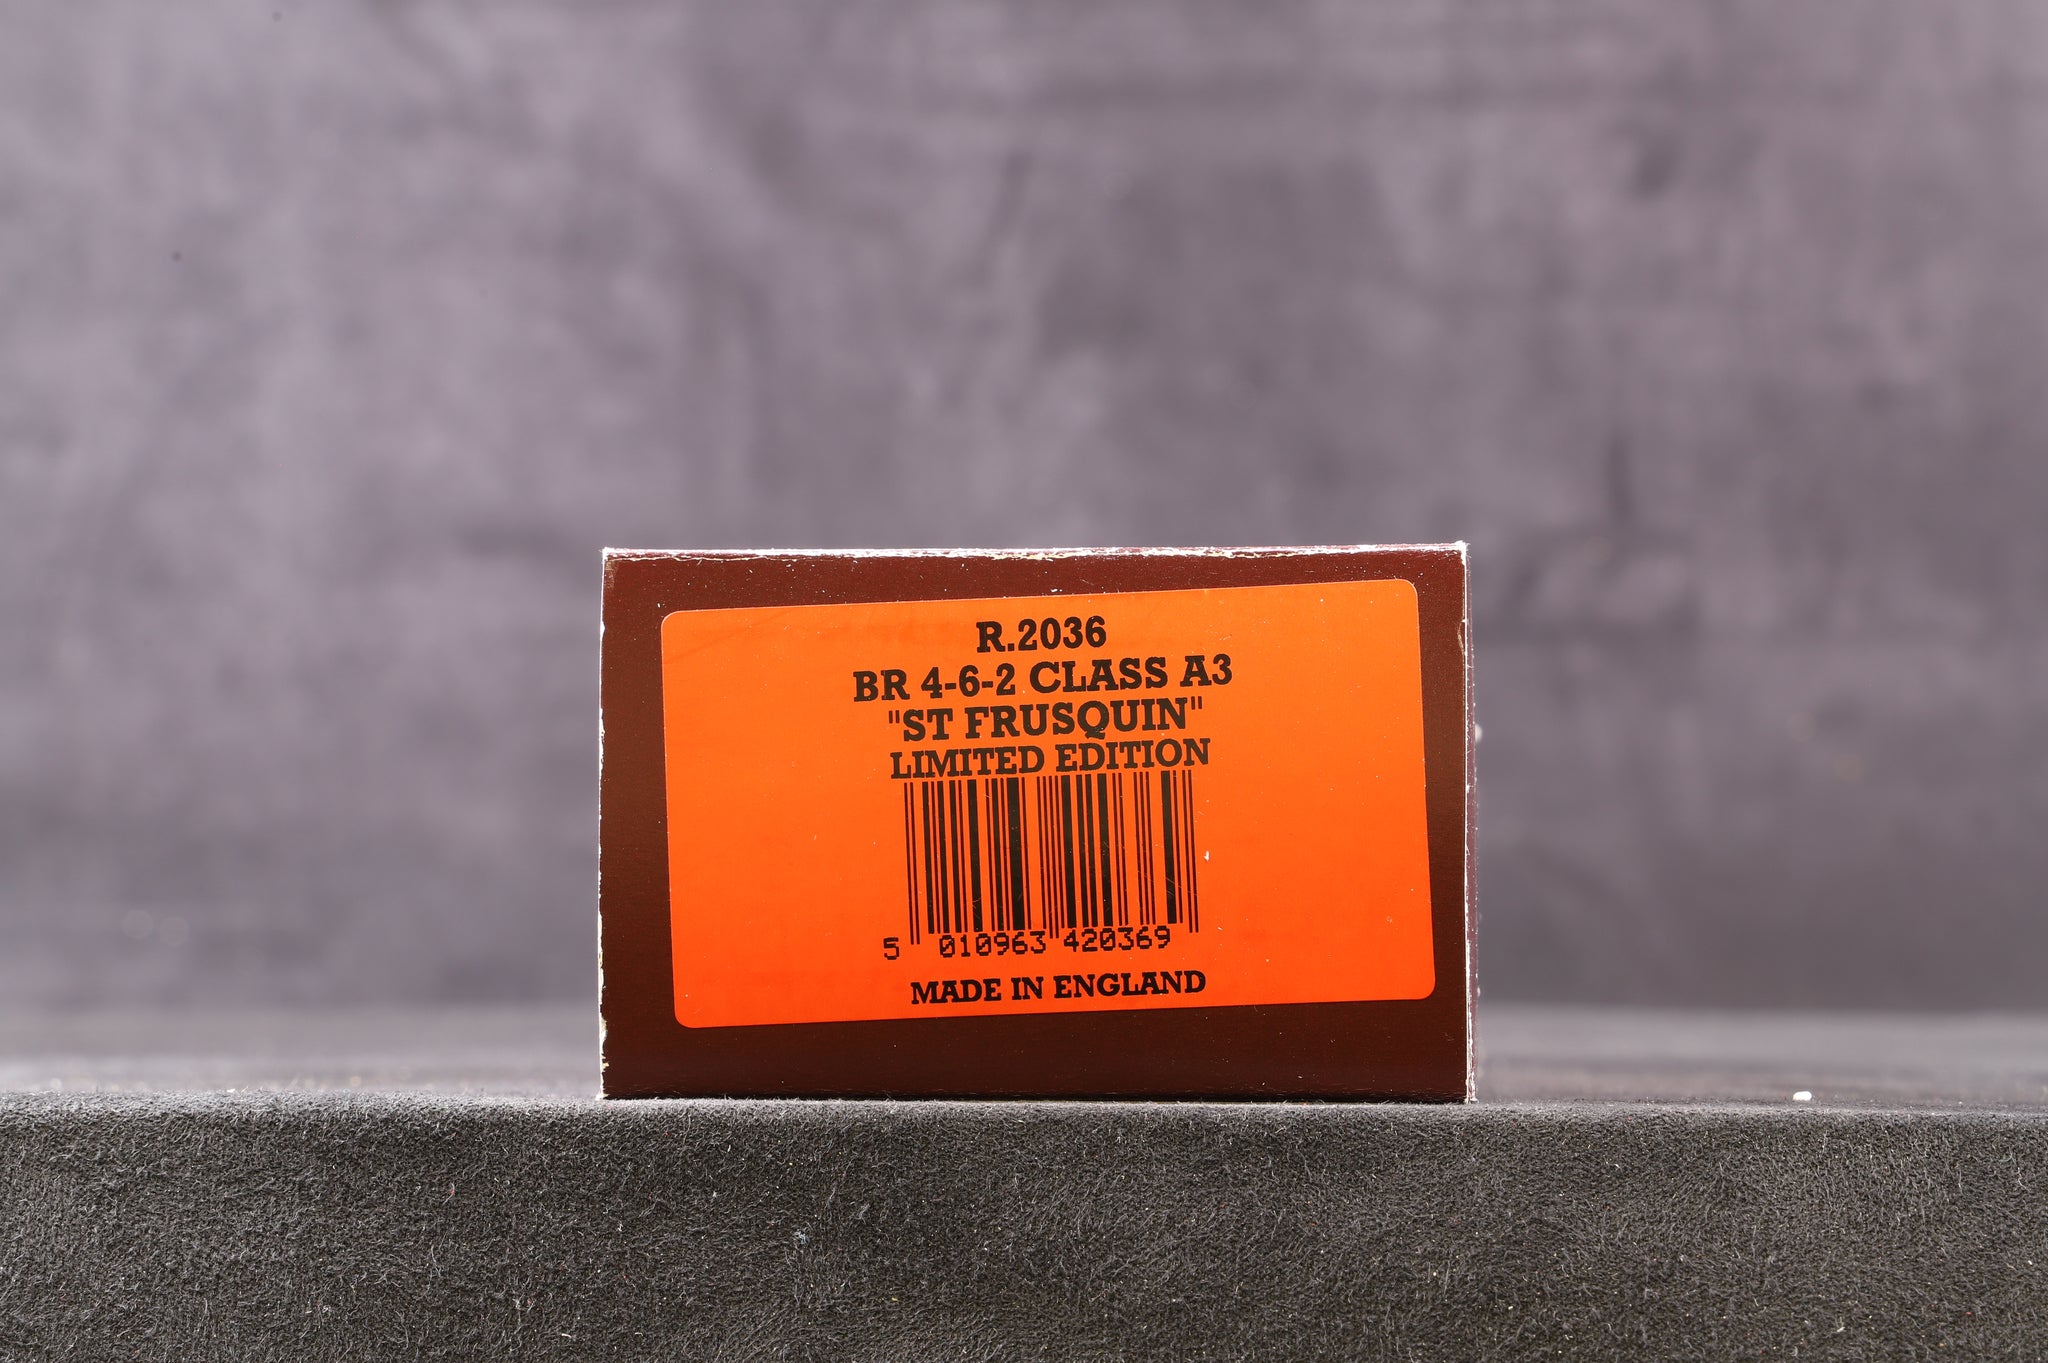 R.2036
BR 4-6-2 CLASS A3
"ST FRUSQUIN"
LIMITED EDITION
5 010963 420369
MADE IN ENGLAND